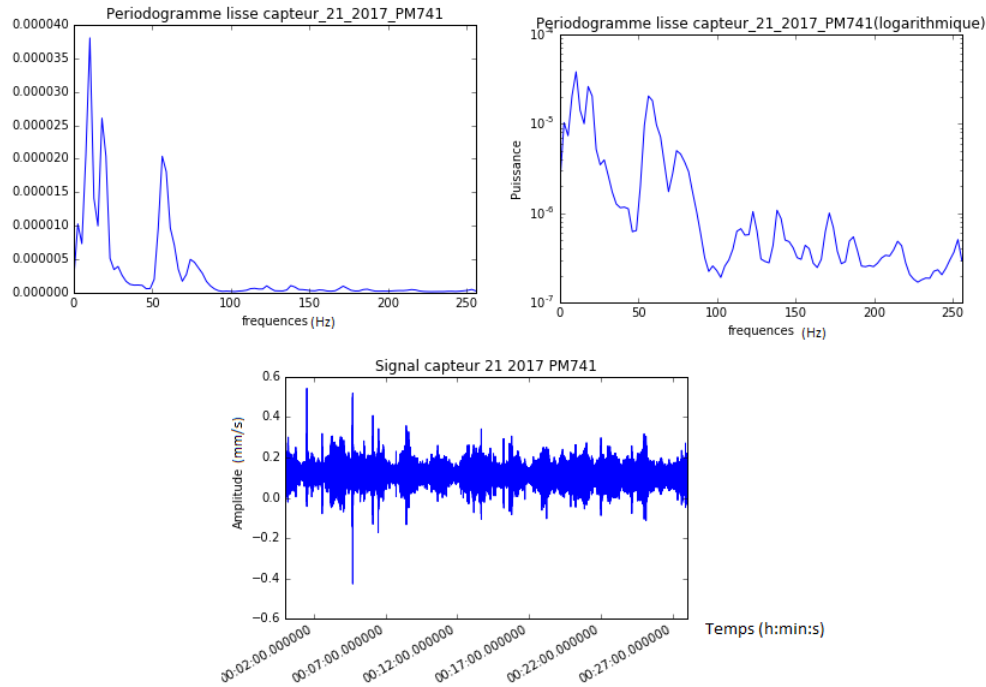 Periodogramme lisse capteur_21_2017_PM741
0.000040
0.000035
0.000030
0.000025
0.000020
0.000015
0.000010
0.000005
0.000000
0 50 100 150 200 250
frequences (Hz)
Periodogramme lisse capteur_21_2017_PM741(logarithmique)
10^-4
10^-5
10^-6
10^-7
Puissance
0 50 100 150 200 250
frequences (Hz)
Signal capteur 21 2017 PM741
0.6
0.4
0.2
0.0
−0.2
−0.4
−0.6
Amplitude (mm/s)
00:02:00.000000 00:07:00.000000 00:12:00.000000 00:17:00.000000 00:22:00.000000 00:27:00.000000
Temps (h:min:s)